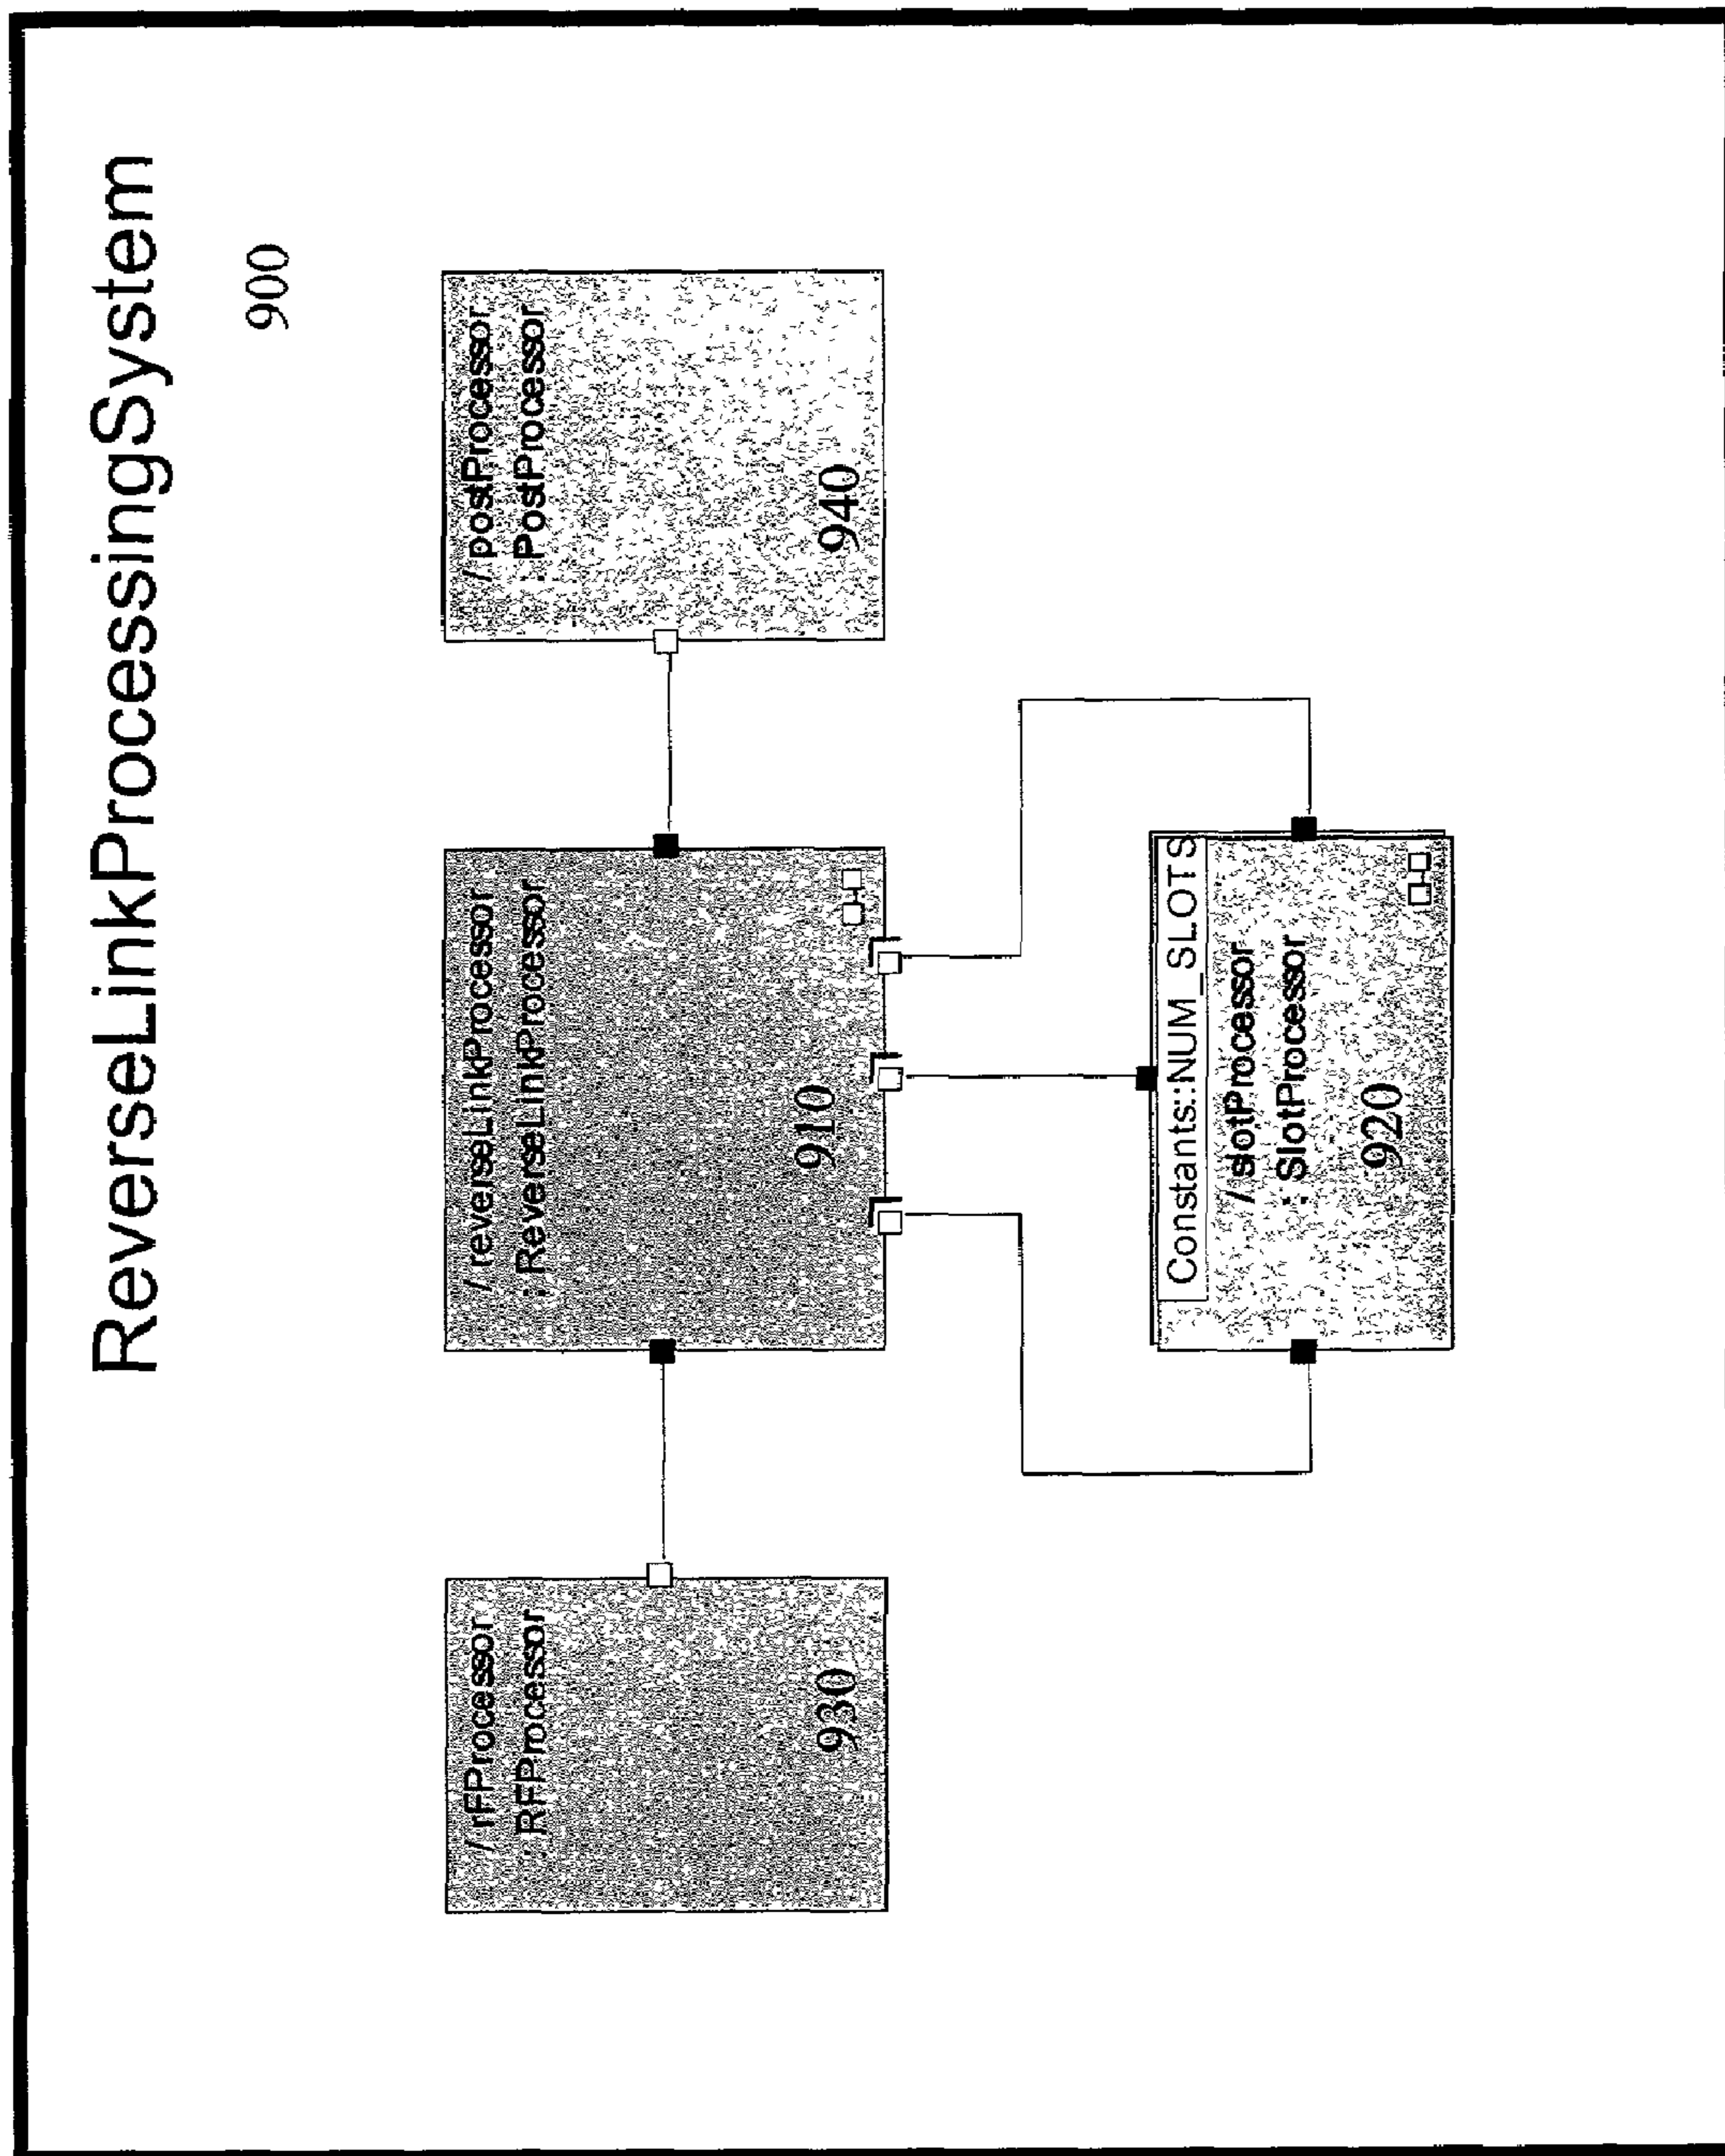 ReverseLinkProcessingSystem
900
/ rFProcessor
: RFProcessor
930
/ reverseLinkProcessor
: ReverseLinkProcessor
910
/ postProcessor
: PostProcessor
940
Constants::NUM_SLOTS
/ slotProcessor
: SlotProcessor
920